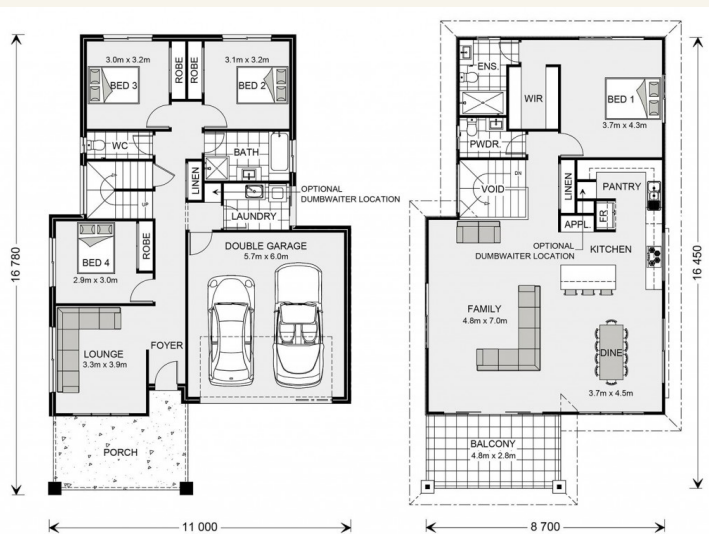 3.0m x 3.2m
BED 3
ROBE
ROBE
3.1m x 3.2m
BED 2
WC
BATH
UP
LINEN
OPTIONAL
DUMBWAITER LOCATION
LAUNDRY
BED 4
2.9m x 3.0m
ROBE
DOUBLE GARAGE
5.7m x 6.0m
LOUNGE
3.3m x 3.9m
FOYER
PORCH
16 780
11 000
ENS.
WIR
BED 1
3.7m x 4.3m
PWDR.
VOID
DN
LINEN
PANTRY
APPL.
FR.
OPTIONAL
DUMBWAITER LOCATION
KITCHEN
FAMILY
4.8m x 7.0m
DINE
3.7m x 4.5m
BALCONY
4.8m x 2.8m
16 450
8 700